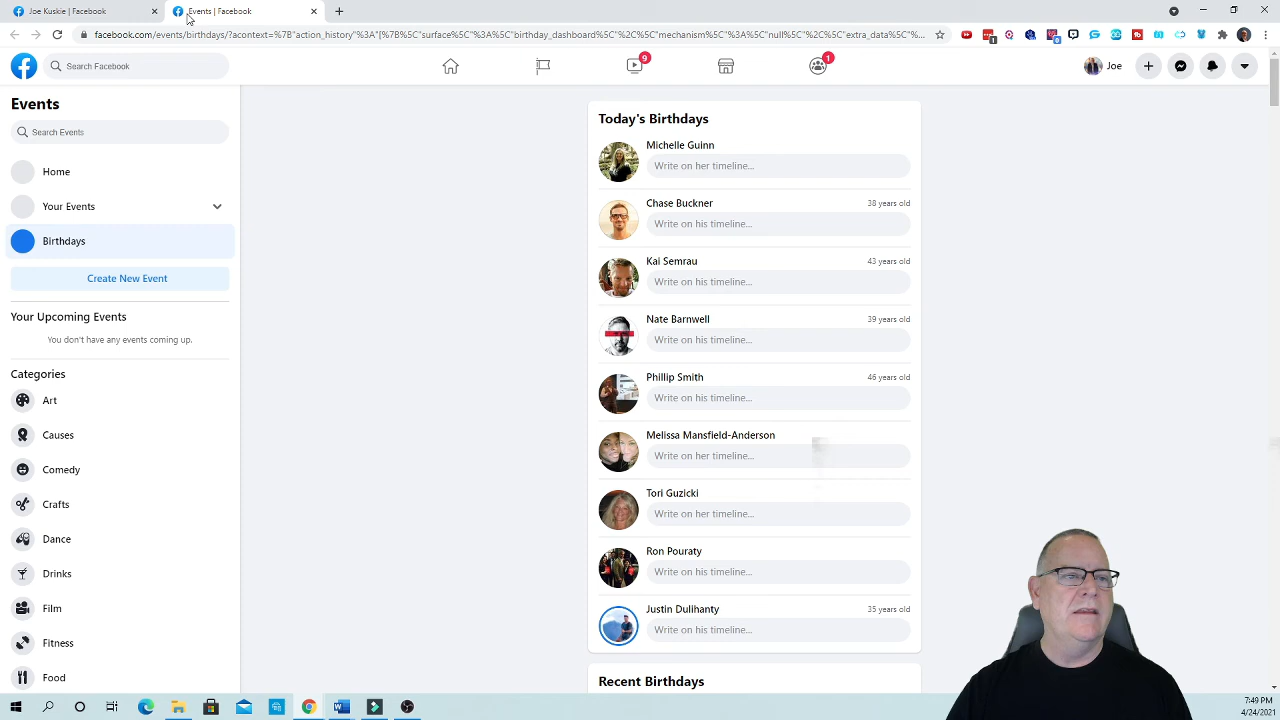 Joe Kuskie | Facebook
Events | Facebook
facebook.com/events/birthdays/?context=%7B"action_history"%3A"[%7B%5C"surface%5C"%3A%5C"birthday_dashboard%5C"%2C%5C"mechanism%5C"%3A%5C"null%5C"%2C%5C"extra_data%5C"%
Search Facebook
9
1
Joe
Events
Search Events
Home
Your Events
Birthdays
Create New Event
Your Upcoming Events
You don't have any events coming up.
Categories
Art
Causes
Comedy
Crafts
Dance
Drinks
Film
Fitness
Food
Today's Birthdays
Michelle Guinn
Write on her timeline...
Chase Buckner 38 years old
Write on his timeline...
Kai Semrau 43 years old
Write on his timeline...
Nate Barnwell 39 years old
Write on his timeline...
Phillip Smith 46 years old
Write on his timeline...
Melissa Mansfield-Anderson
Write on her timeline...
Tori Guzicki
Write on her timeline...
Ron Pouraty
Write on his timeline...
Justin Dulihanty 35 years old
Write on his timeline...
Recent Birthdays
7:49 PM
4/24/2021